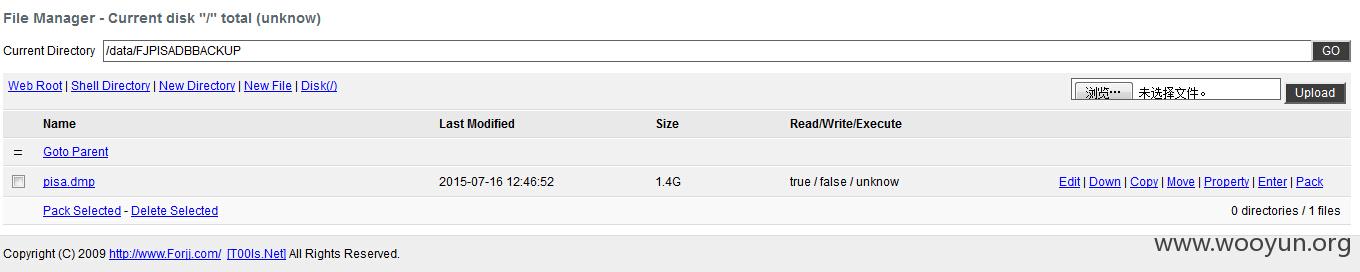 File Manager - Current disk "/" total (unknow)
Current Directory /data/FJPISADBBACKUP GO
Web Root | Shell Directory | New Directory | New File | Disk(/) 浏览… 未选择文件。 Upload
Name Last Modified Size Read/Write/Execute
= Goto Parent
pisa.dmp 2015-07-16 12:46:52 1.4G true / false / unknow Edit | Down | Copy | Move | Property | Enter | Pack
Pack Selected - Delete Selected 0 directories / 1 files
Copyright (C) 2009 http://www.Forjj.com/ [T00ls.Net] All Rights Reserved.
www.wooyun.org